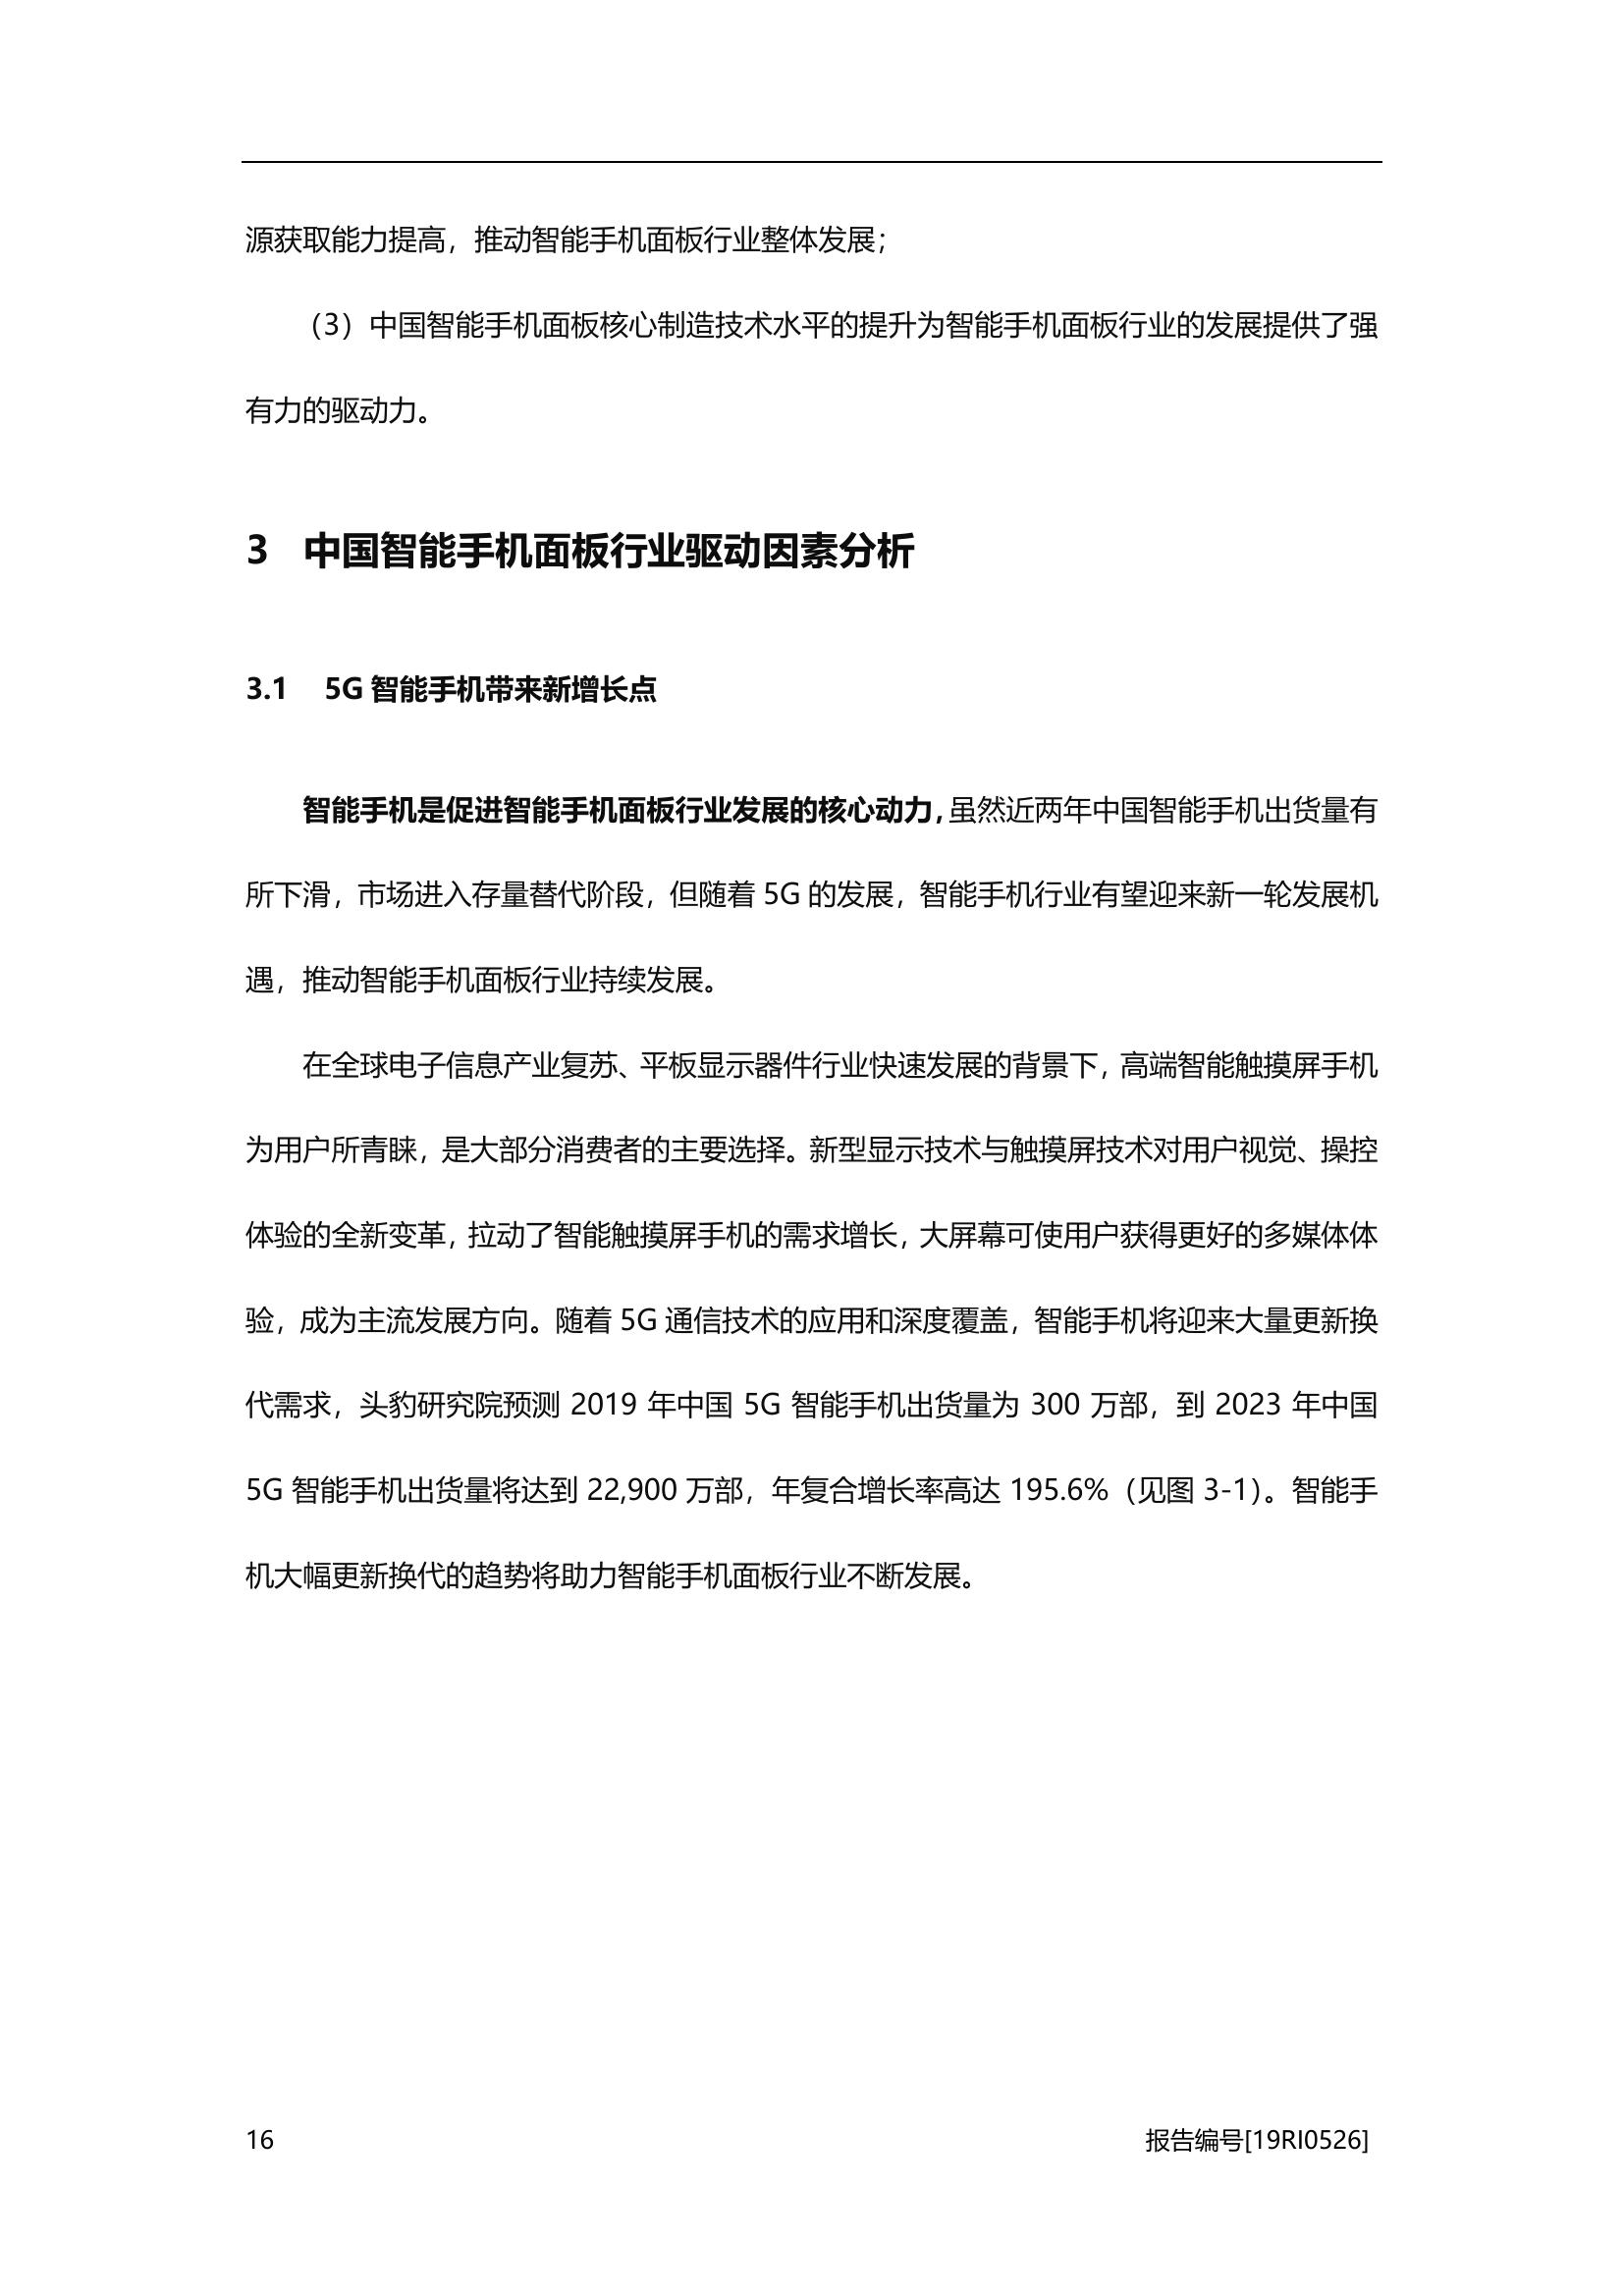 源获取能力提高，推动智能手机面板行业整体发展；
（3）中国智能手机面板核心制造技术水平的提升为智能手机面板行业的发展提供了强
有力的驱动力。
3 中国智能手机面板行业驱动因素分析
3.1 5G 智能手机带来新增长点
智能手机是促进智能手机面板行业发展的核心动力，虽然近两年中国智能手机出货量有
所下滑，市场进入存量替代阶段，但随着 5G 的发展，智能手机行业有望迎来新一轮发展机
遇，推动智能手机面板行业持续发展。
在全球电子信息产业复苏、平板显示器件行业快速发展的背景下，高端智能触摸屏手机
为用户所青睐，是大部分消费者的主要选择。新型显示技术与触摸屏技术对用户视觉、操控
体验的全新变革，拉动了智能触摸屏手机的需求增长，大屏幕可使用户获得更好的多媒体体
验，成为主流发展方向。随着 5G 通信技术的应用和深度覆盖，智能手机将迎来大量更新换
代需求，头豹研究院预测 2019 年中国 5G 智能手机出货量为 300 万部，到 2023 年中国
5G 智能手机出货量将达到 22,900 万部，年复合增长率高达 195.6%（见图 3-1）。智能手
机大幅更新换代的趋势将助力智能手机面板行业不断发展。
16 报告编号[19RI0526]